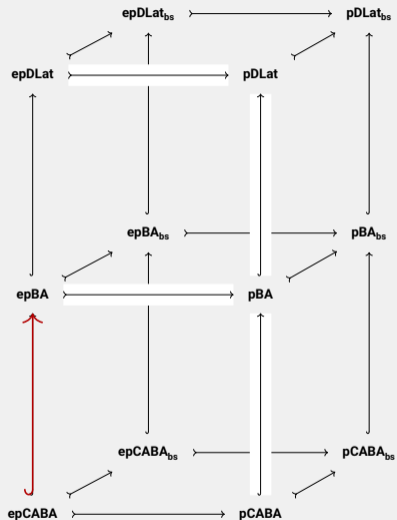 epDLat_bs pDLat_bs
epDLat pDLat
epBA_bs pBA_bs
epBA pBA
epCABA_bs pCABA_bs
epCABA pCABA